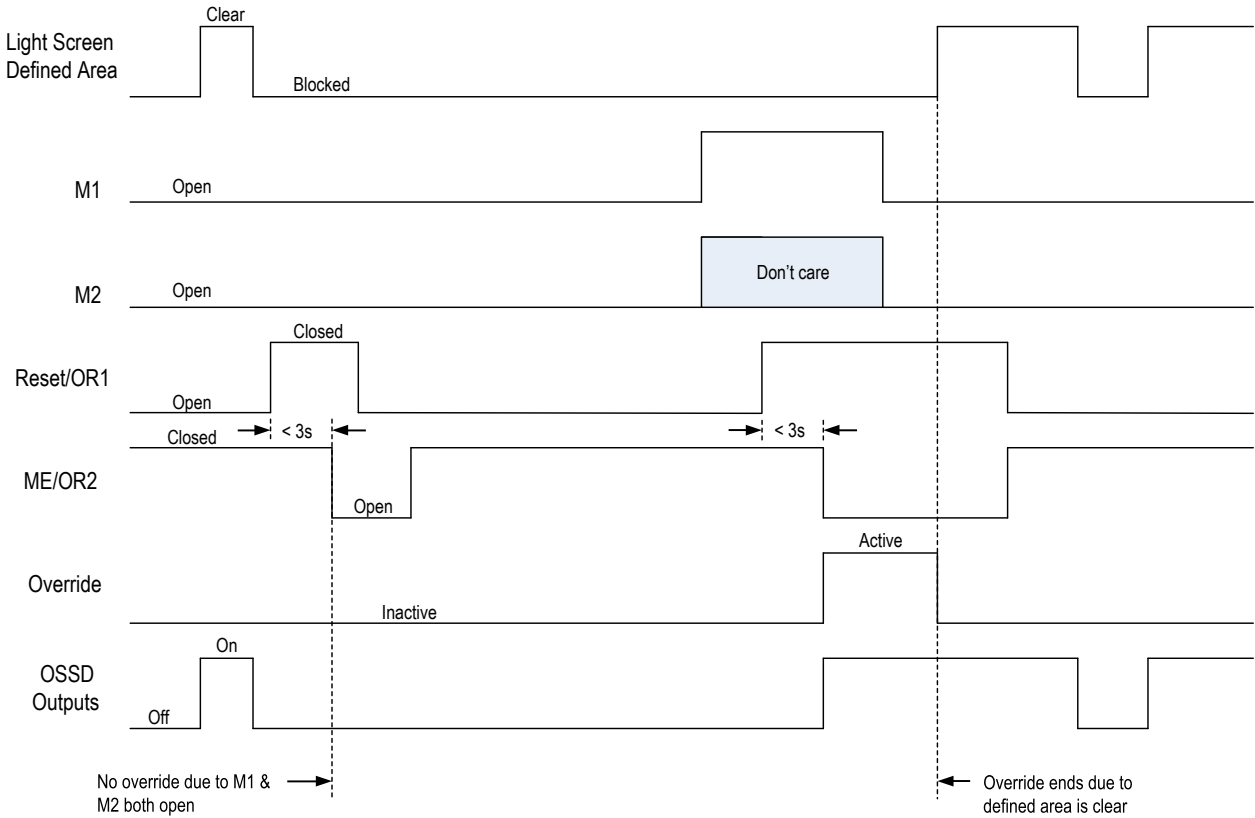 Clear
Light Screen
Defined Area
Blocked
M1
Open
Don't care
M2
Open
Closed
Reset/OR1
Open
< 3s
< 3s
Closed
ME/OR2
Open
Active
Override
Inactive
On
OSSD
Outputs
Off
No override due to M1 &
M2 both open
Override ends due to
defined area is clear